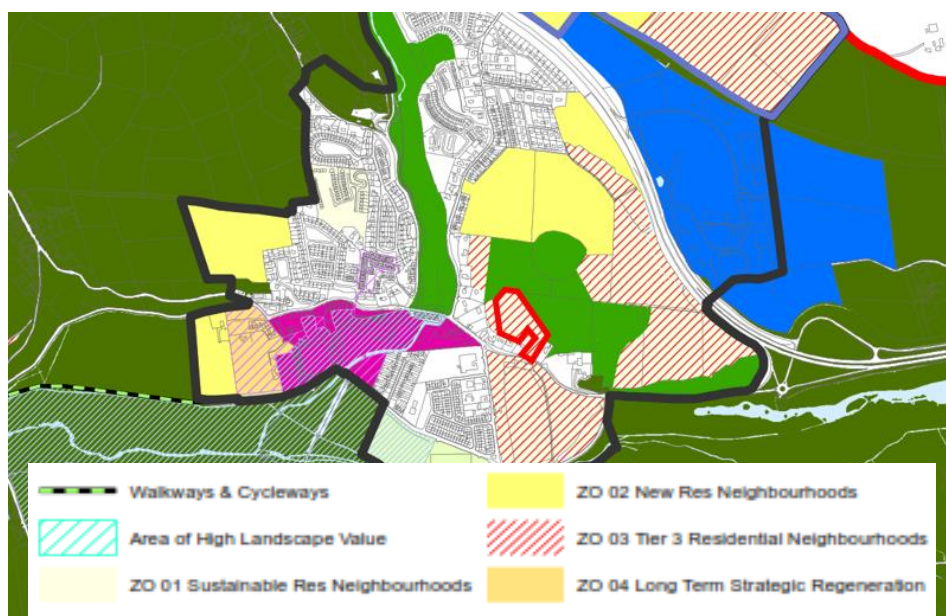 Walkways & Cycleways
Area of High Landscape Value
ZO 01 Sustainable Res Neighbourhoods
ZO 02 New Res Neighbourhoods
ZO 03 Tier 3 Residential Neighbourhoods
ZO 04 Long Term Strategic Regeneration